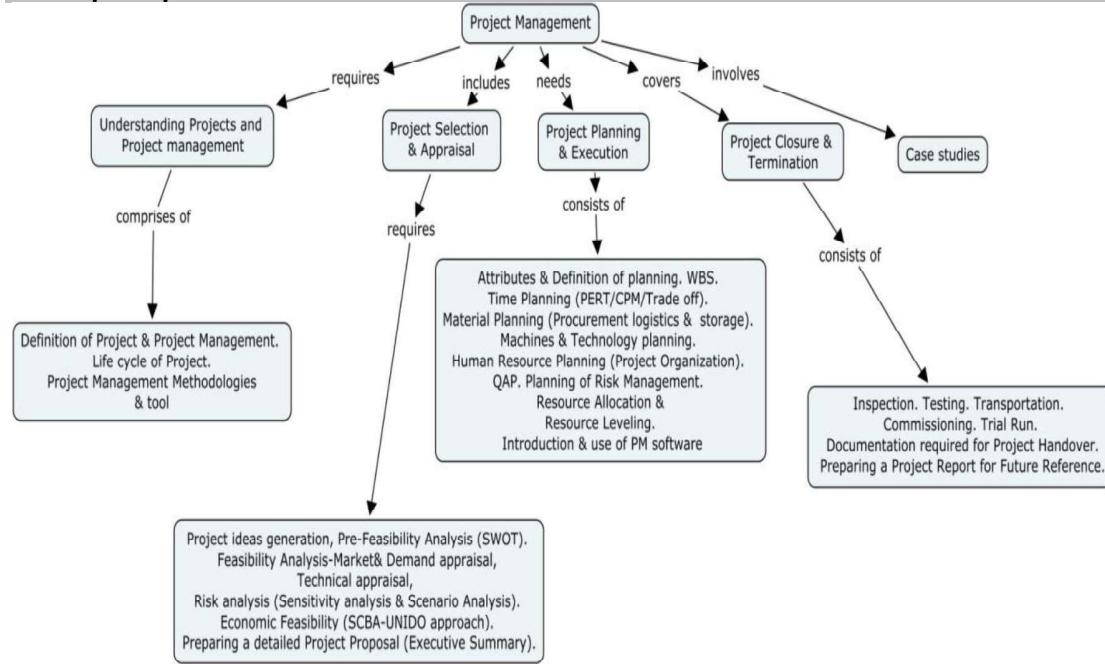 Project Management
requires
includes
needs
covers
involves
Understanding Projects and
Project management
Project Selection
& Appraisal
Project Planning
& Execution
Project Closure &
Termination
Case studies
comprises of
requires
consists of
consists of
Definition of Project & Project Management.
Life cycle of Project.
Project Management Methodologies
& tool
Attributes & Definition of planning. WBS.
Time Planning (PERT/CPM/Trade off).
Material Planning (Procurement logistics & storage).
Machines & Technology planning.
Human Resource Planning (Project Organization).
QAP. Planning of Risk Management.
Resource Allocation &
Resource Leveling.
Introduction & use of PM software
Inspection. Testing. Transportation.
Commissioning. Trial Run.
Documentation required for Project Handover.
Preparing a Project Report for Future Reference.
Project ideas generation, Pre-Feasibility Analysis (SWOT).
Feasibility Analysis-Market& Demand appraisal,
Technical appraisal,
Risk analysis (Sensitivity analysis & Scenario Analysis).
Economic Feasibility (SCBA-UNIDO approach).
Preparing a detailed Project Proposal (Executive Summary).